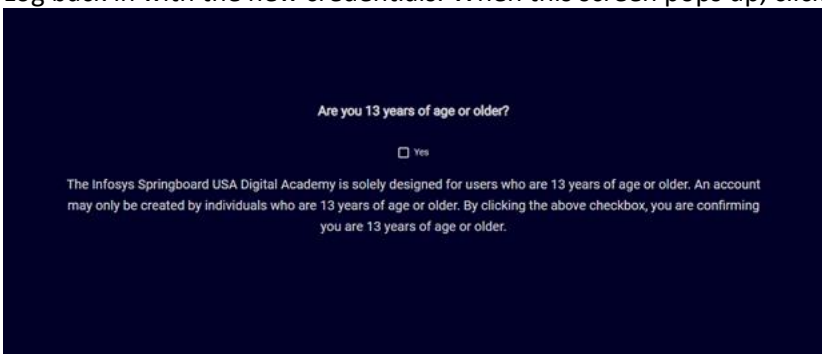 Log back in with the new credentials. When this screen pops up, clic
Are you 13 years of age or older?
Yes
The Infosys Springboard USA Digital Academy is solely designed for users who are 13 years of age or older. An account
may only be created by individuals who are 13 years of age or older. By clicking the above checkbox, you are confirming
you are 13 years of age or older.